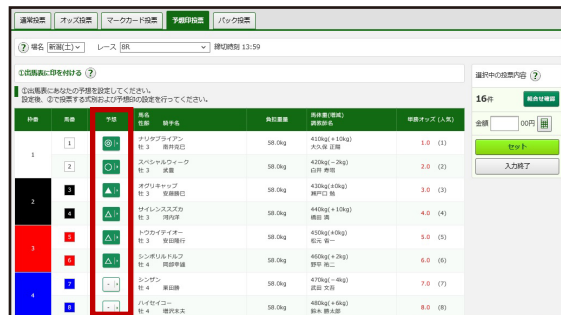 通常投票 オッズ投票 マークカード投票 予想印投票 パック投票
? 場名 新潟(土) レース 8R 締切時刻 13:59
①出馬表に印を付ける ?
①出馬表にあなたの予想を設定してください。
設定後、②で投票する式別および予想印の設定を行ってください。
枠番 馬番 予想 馬名 負担重量 馬体重(増減) 単勝オッズ (人気)
性齢 騎手名 調教師名
1 1 ◎ ナリタブライアン 58.0kg 410kg(+10kg) 1.0 (1)
牡 3 南井克巳 大久保 正陽
2 ○ スペシャルウィーク 58.0kg 420kg(-2kg) 2.0 (2)
牡 3 武豊 白井 寿昭
2 3 ▲ オグリキャップ 58.0kg 430kg(±0kg) 3.0 (3)
牡 3 安藤勝己 瀬戸口 勉
4 △ サイレンススズカ 58.0kg 440kg(+10kg) 4.0 (4)
牡 3 河内洋 橋田 満
3 5 △ トウカイテイオー 58.0kg 450kg(±0kg) 5.0 (5)
牡 3 安田隆行 松元 省一
6 △ シンボリルドルフ 58.0kg 460kg(+2kg) 6.0 (6)
牡 4 岡部幸雄 野平 祐二
4 7 - シンザン 58.0kg 470kg(-4kg) 7.0 (7)
牡 4 栗田勝 武田 文吾
8 - ハイセイコー 58.0kg 480kg(+6kg) 8.0 (8)
牡 4 増沢末夫 鈴木 勝太郎
選択中の投票内容 ?
16件 組合せ確認
金額 00円
セット
入力終了